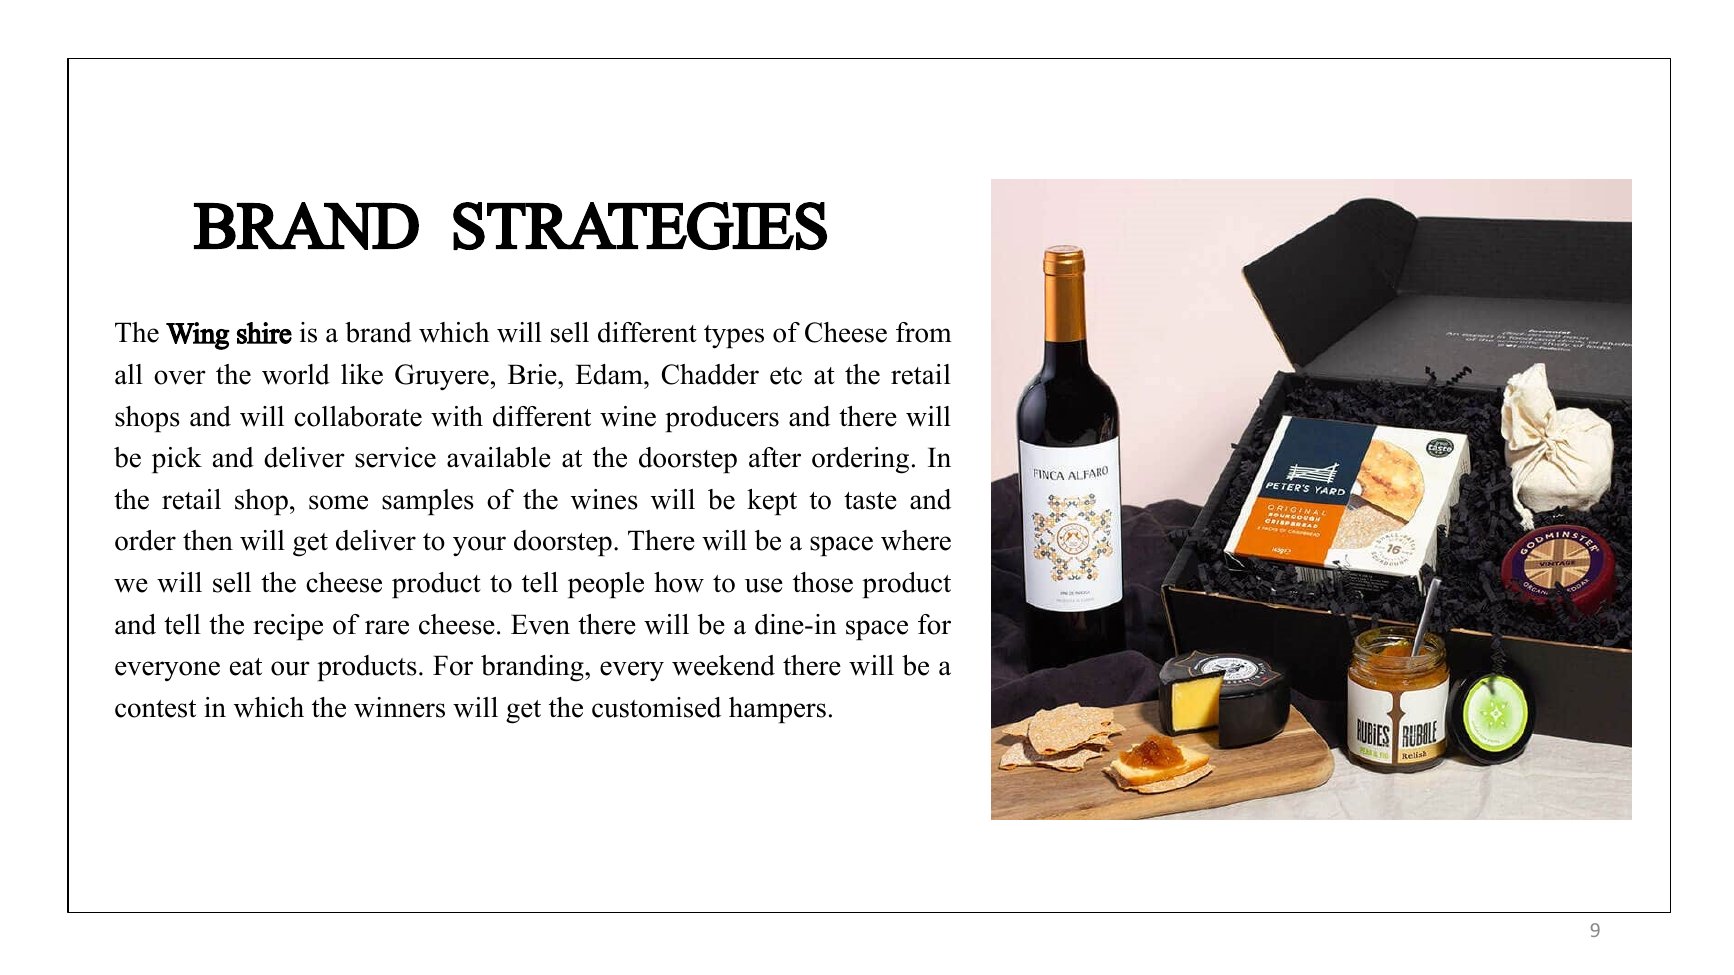 BRAND STRATEGIES
The Wing shire is a brand which will sell different types of Cheese from
all over the world like Gruyere, Brie, Edam, Chadder etc at the retail
shops and will collaborate with different wine producers and there will
be pick and deliver service available at the doorstep after ordering. In
the retail shop, some samples of the wines will be kept to taste and
order then will get deliver to your doorstep. There will be a space where
we will sell the cheese product to tell people how to use those product
and tell the recipe of rare cheese. Even there will be a dine-in space for
everyone eat our products. For branding, every weekend there will be a
contest in which the winners will get the customised hampers.
FINCA ALFARO
PETER'S YARD
ORIGINAL
SOURDOUGH
CRISPBREAD
16
great
taste
GODMINSTER
VINTAGE
RUBIES RUBBLE
PEAR & FIG
Relish
9